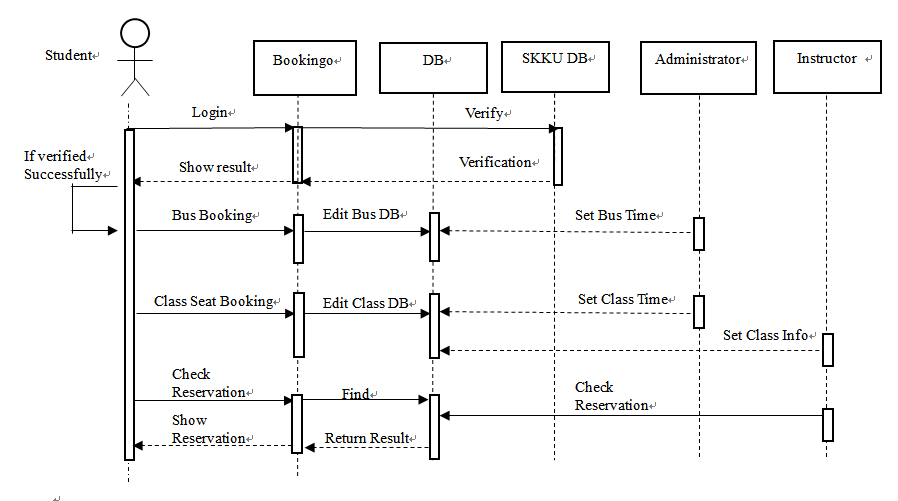 Student
Bookingo
DB
SKKU DB
Administrator
Instructor
Login
Verify
If verified
Successfully
Show result
Verification
Bus Booking
Edit Bus DB
Set Bus Time
Class Seat Booking
Edit Class DB
Set Class Time
Set Class Info
Check
Reservation
Find
Check
Reservation
Show
Reservation
Return Result